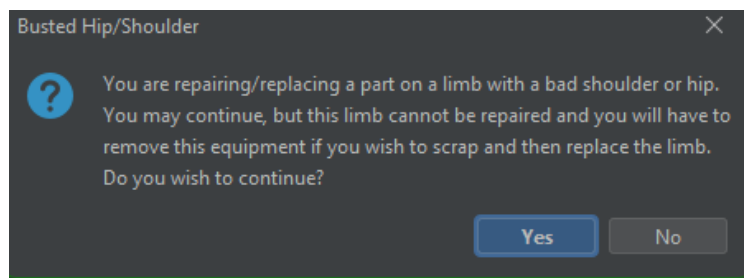 Busted Hip/Shoulder
You are repairing/replacing a part on a limb with a bad shoulder or hip.
You may continue, but this limb cannot be repaired and you will have to
remove this equipment if you wish to scrap and then replace the limb.
Do you wish to continue?
Yes No